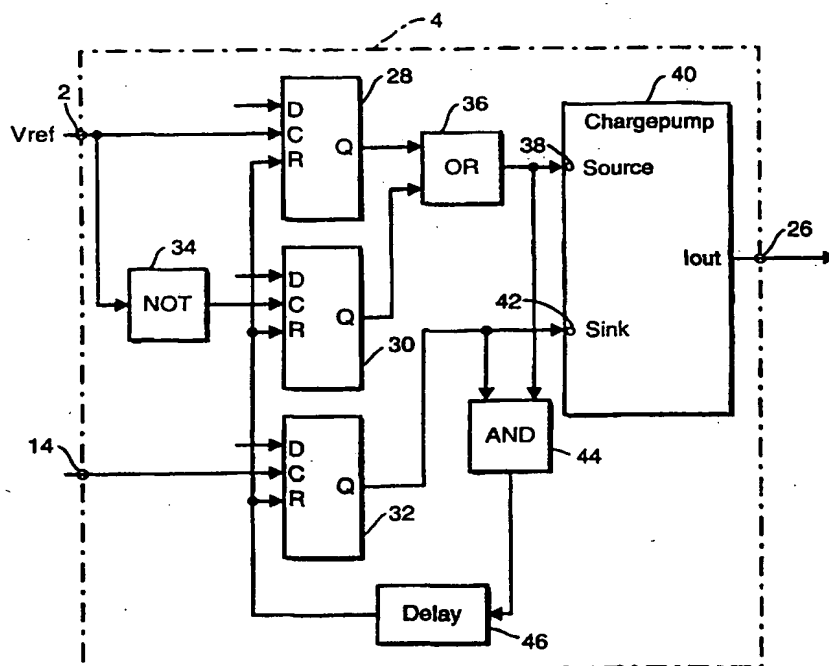 4
2
Vref
28
D
C
R
Q
36
OR
40
Chargepump
38
Source
26
Iout
34
NOT
D
C
R
Q
30
42
Sink
AND
44
14
D
C
R
Q
32
Delay
46